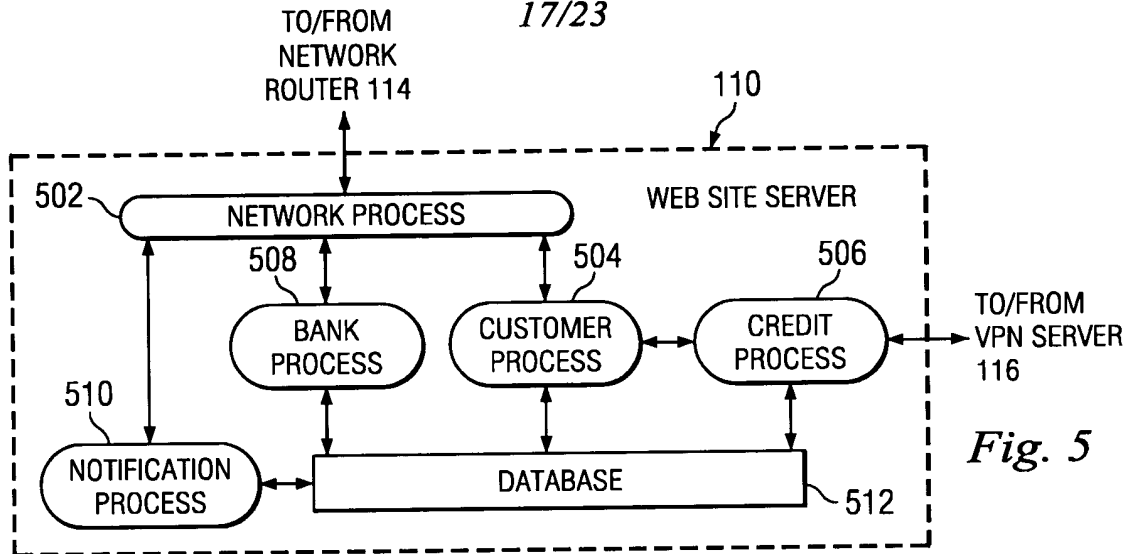 17/23
TO/FROM
NETWORK
ROUTER 114
110
502
NETWORK PROCESS
WEB SITE SERVER
508
504
506
BANK
PROCESS
CUSTOMER
PROCESS
CREDIT
PROCESS
TO/FROM
VPN SERVER
116
510
NOTIFICATION
PROCESS
DATABASE
512
Fig. 5